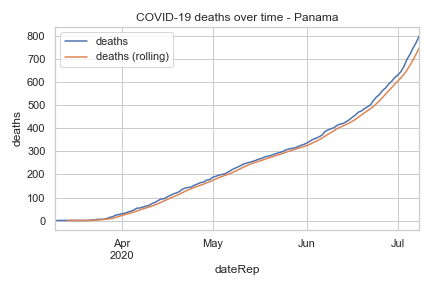 COVID-19 deaths over time - Panama
deaths
deaths (rolling)
800
700
600
500
400
300
200
100
0
deaths
Apr
2020
May
Jun
Jul
dateRep